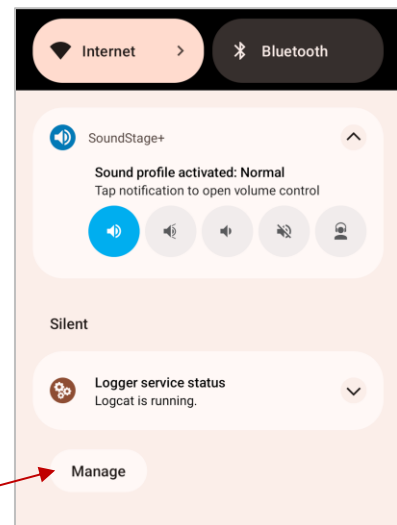 Internet
Bluetooth
SoundStage+
Sound profile activated: Normal
Tap notification to open volume control
Silent
Logger service status
Logcat is running.
Manage